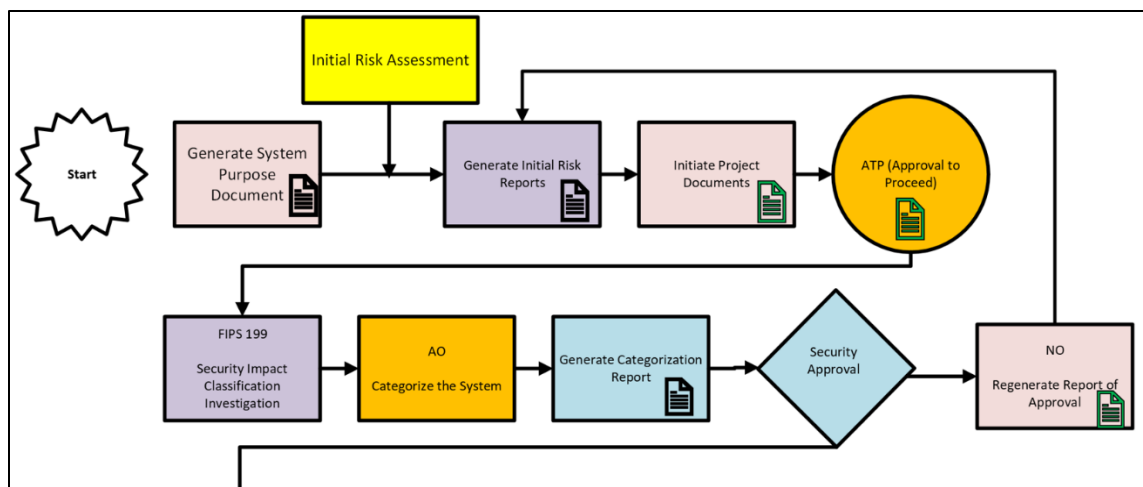 Initial Risk Assessment
Start
Generate System
Purpose
Document
Generate Initial Risk
Reports
Initiate Project
Documents
ATP (Approval to
Proceed)
FIPS 199
Security Impact
Classification
Investigation
AO
Categorize the System
Generate Categorization
Report
Security
Approval
NO
Regenerate Report of
Approval